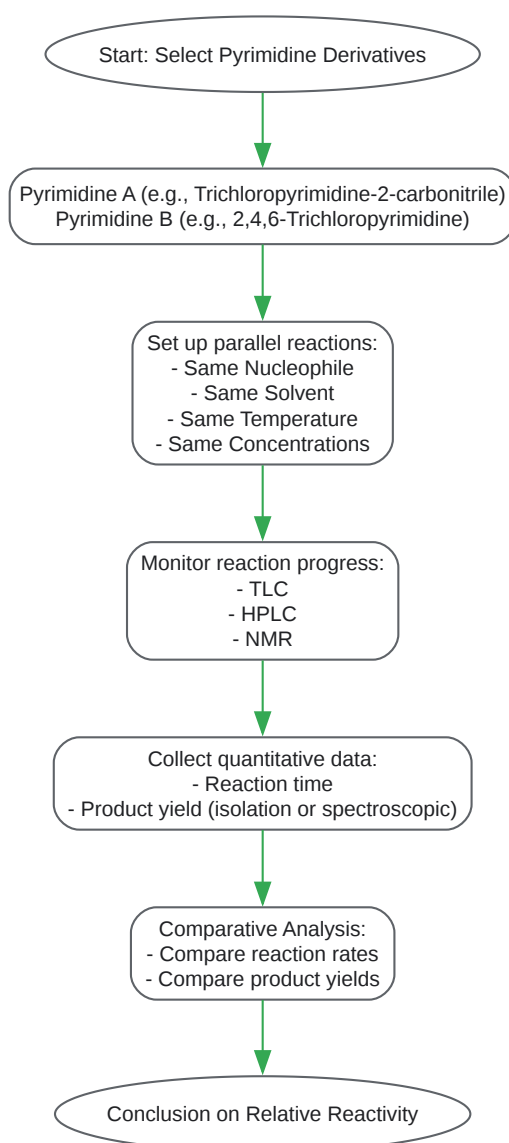 Start: Select Pyrimidine Derivatives
Pyrimidine A (e.g., Trichloropyrimidine-2-carbonitrile)
Pyrimidine B (e.g., 2,4,6-Trichloropyrimidine)
Set up parallel reactions:
- Same Nucleophile
- Same Solvent
- Same Temperature
- Same Concentrations
Monitor reaction progress:
- TLC
- HPLC
- NMR
Collect quantitative data:
- Reaction time
- Product yield (isolation or spectroscopic)
Comparative Analysis:
- Compare reaction rates
- Compare product yields
Conclusion on Relative Reactivity